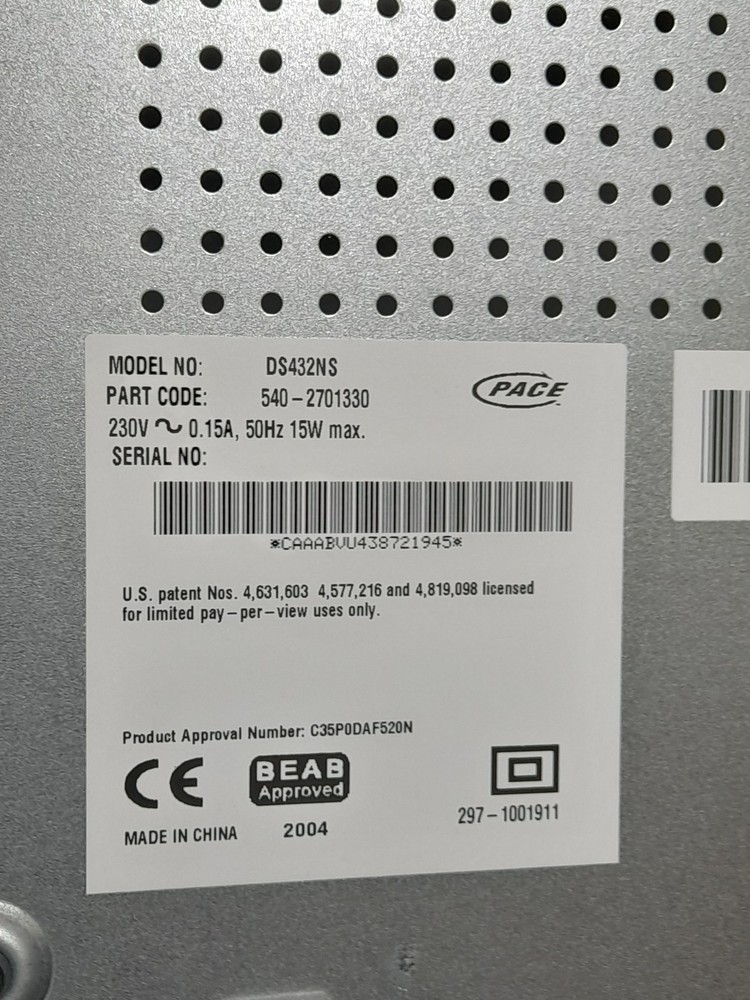 MODEL NO: DS432NS
PART CODE: 540-2701330
PACE
230V ~ 0.15A, 50Hz 15W max.
SERIAL NO:
*CAAABVU438721945*
U.S. patent Nos. 4,631,603 4,577,216 and 4,819,098 licensed
for limited pay-per-view uses only.
Product Approval Number: C35P0DAF520N
CE
BEAB
Approved
MADE IN CHINA
2004
297-1001911